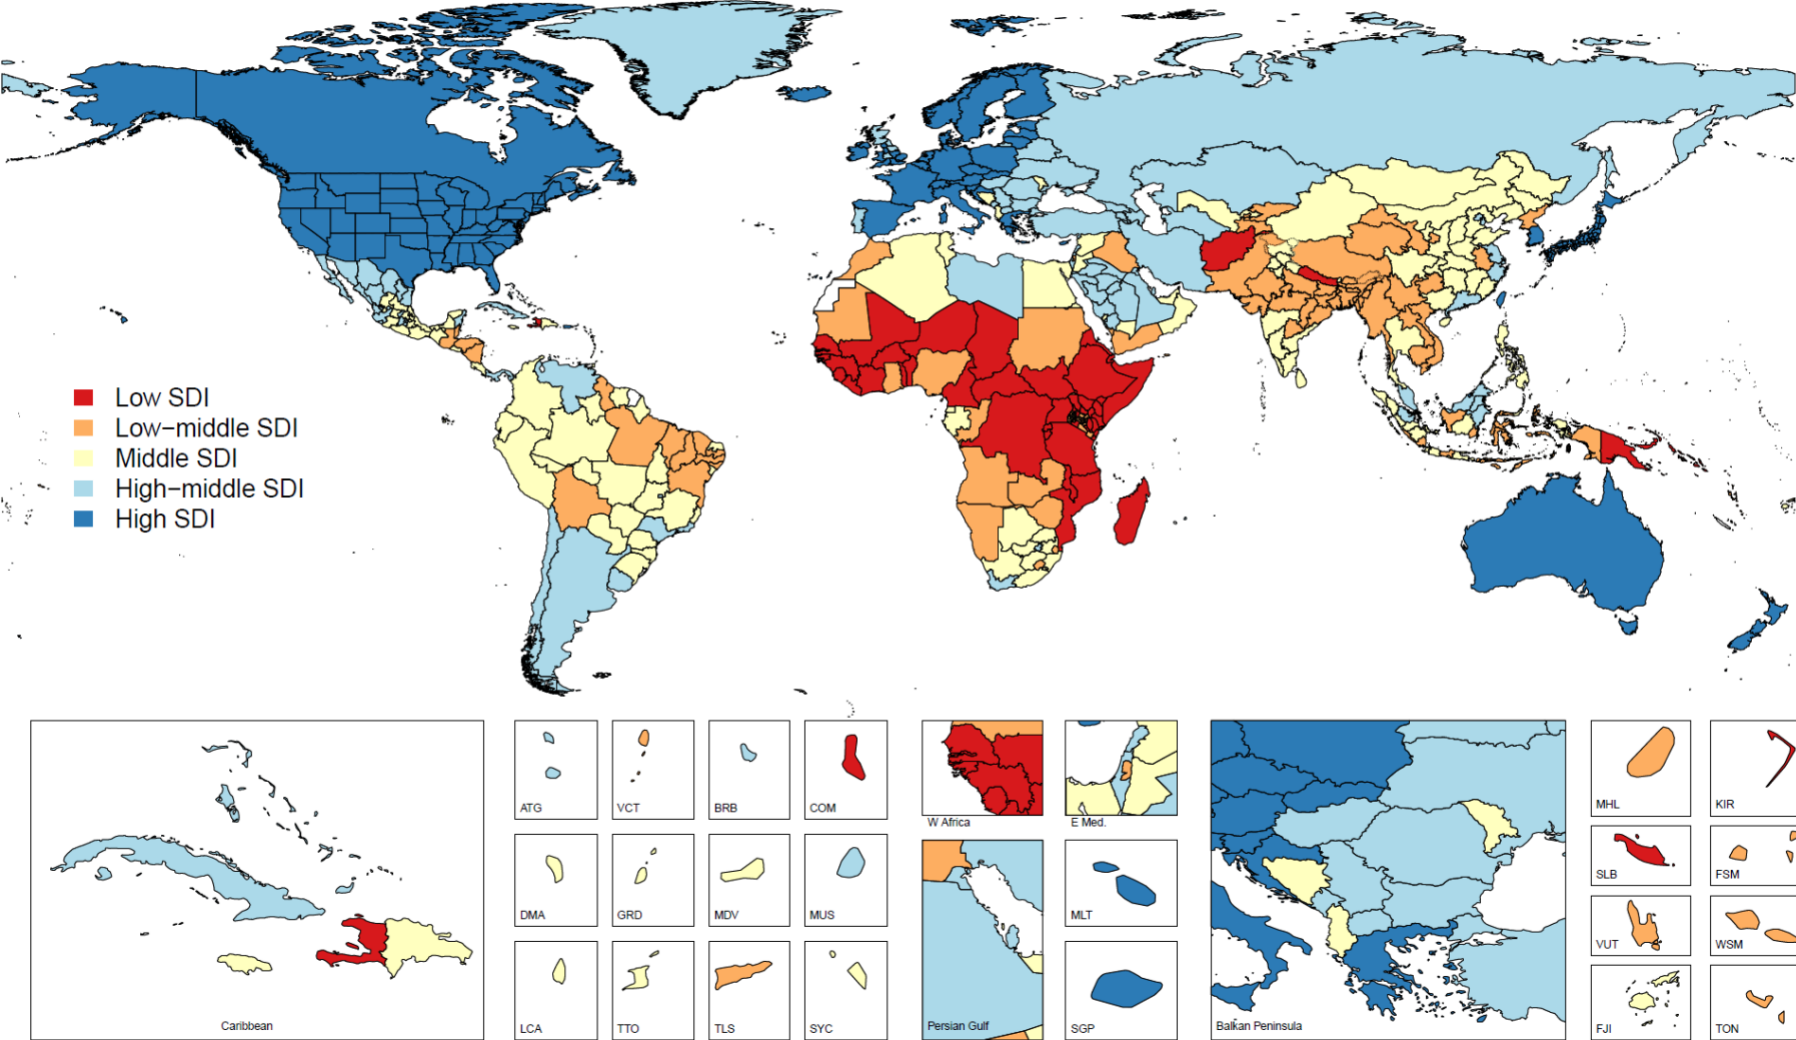 Low SDI
Low−middle SDI
Middle SDI
High−middle SDI
High SDI
Caribbean
ATG
VCT
BRB
COM
DMA
GRD
MDV
MUS
LCA
TTO
TLS
SYC
W Africa
E Med.
Persian Gulf
MLT
SGP
Balkan Peninsula
MHL
KIR
SLB
FSM
VUT
WSM
FJI
TON